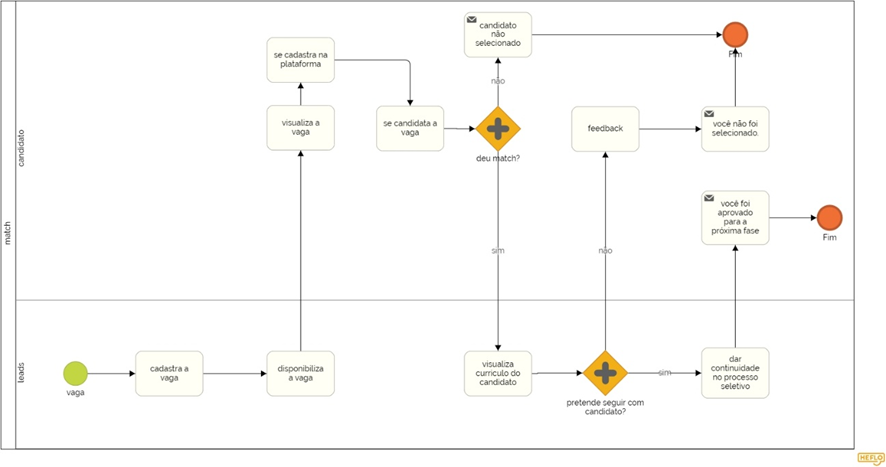 match
candidato
leads
vaga
cadastra a
vaga
disponibiliza
a vaga
visualiza a
vaga
se cadastra na
plataforma
se candidata a
vaga
deu match?
não
candidato
não
selecionado
Fim
sim
visualiza
curriculo do
candidato
pretende seguir com
candidato?
não
feedback
você não foi
selecionado.
sim
dar
continuidade
no processo
seletivo
você foi
aprovado
para a
próxima fase
Fim
HEFLO